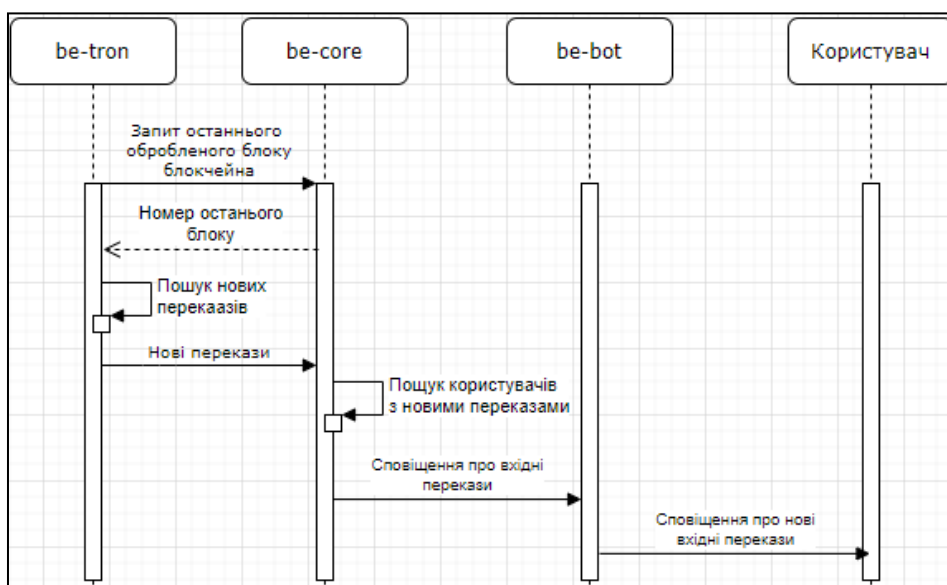 be-tron
be-core
be-bot
Користувач
Запит останнього
обробленого блоку
блокчейна
Номер останього
блоку
Пошук нових
перекаазів
Нові перекази
Пощук користувачів
з новими переказами
Сповіщення про вхідні
перекази
Сповіщення про нові
вхідні перекази